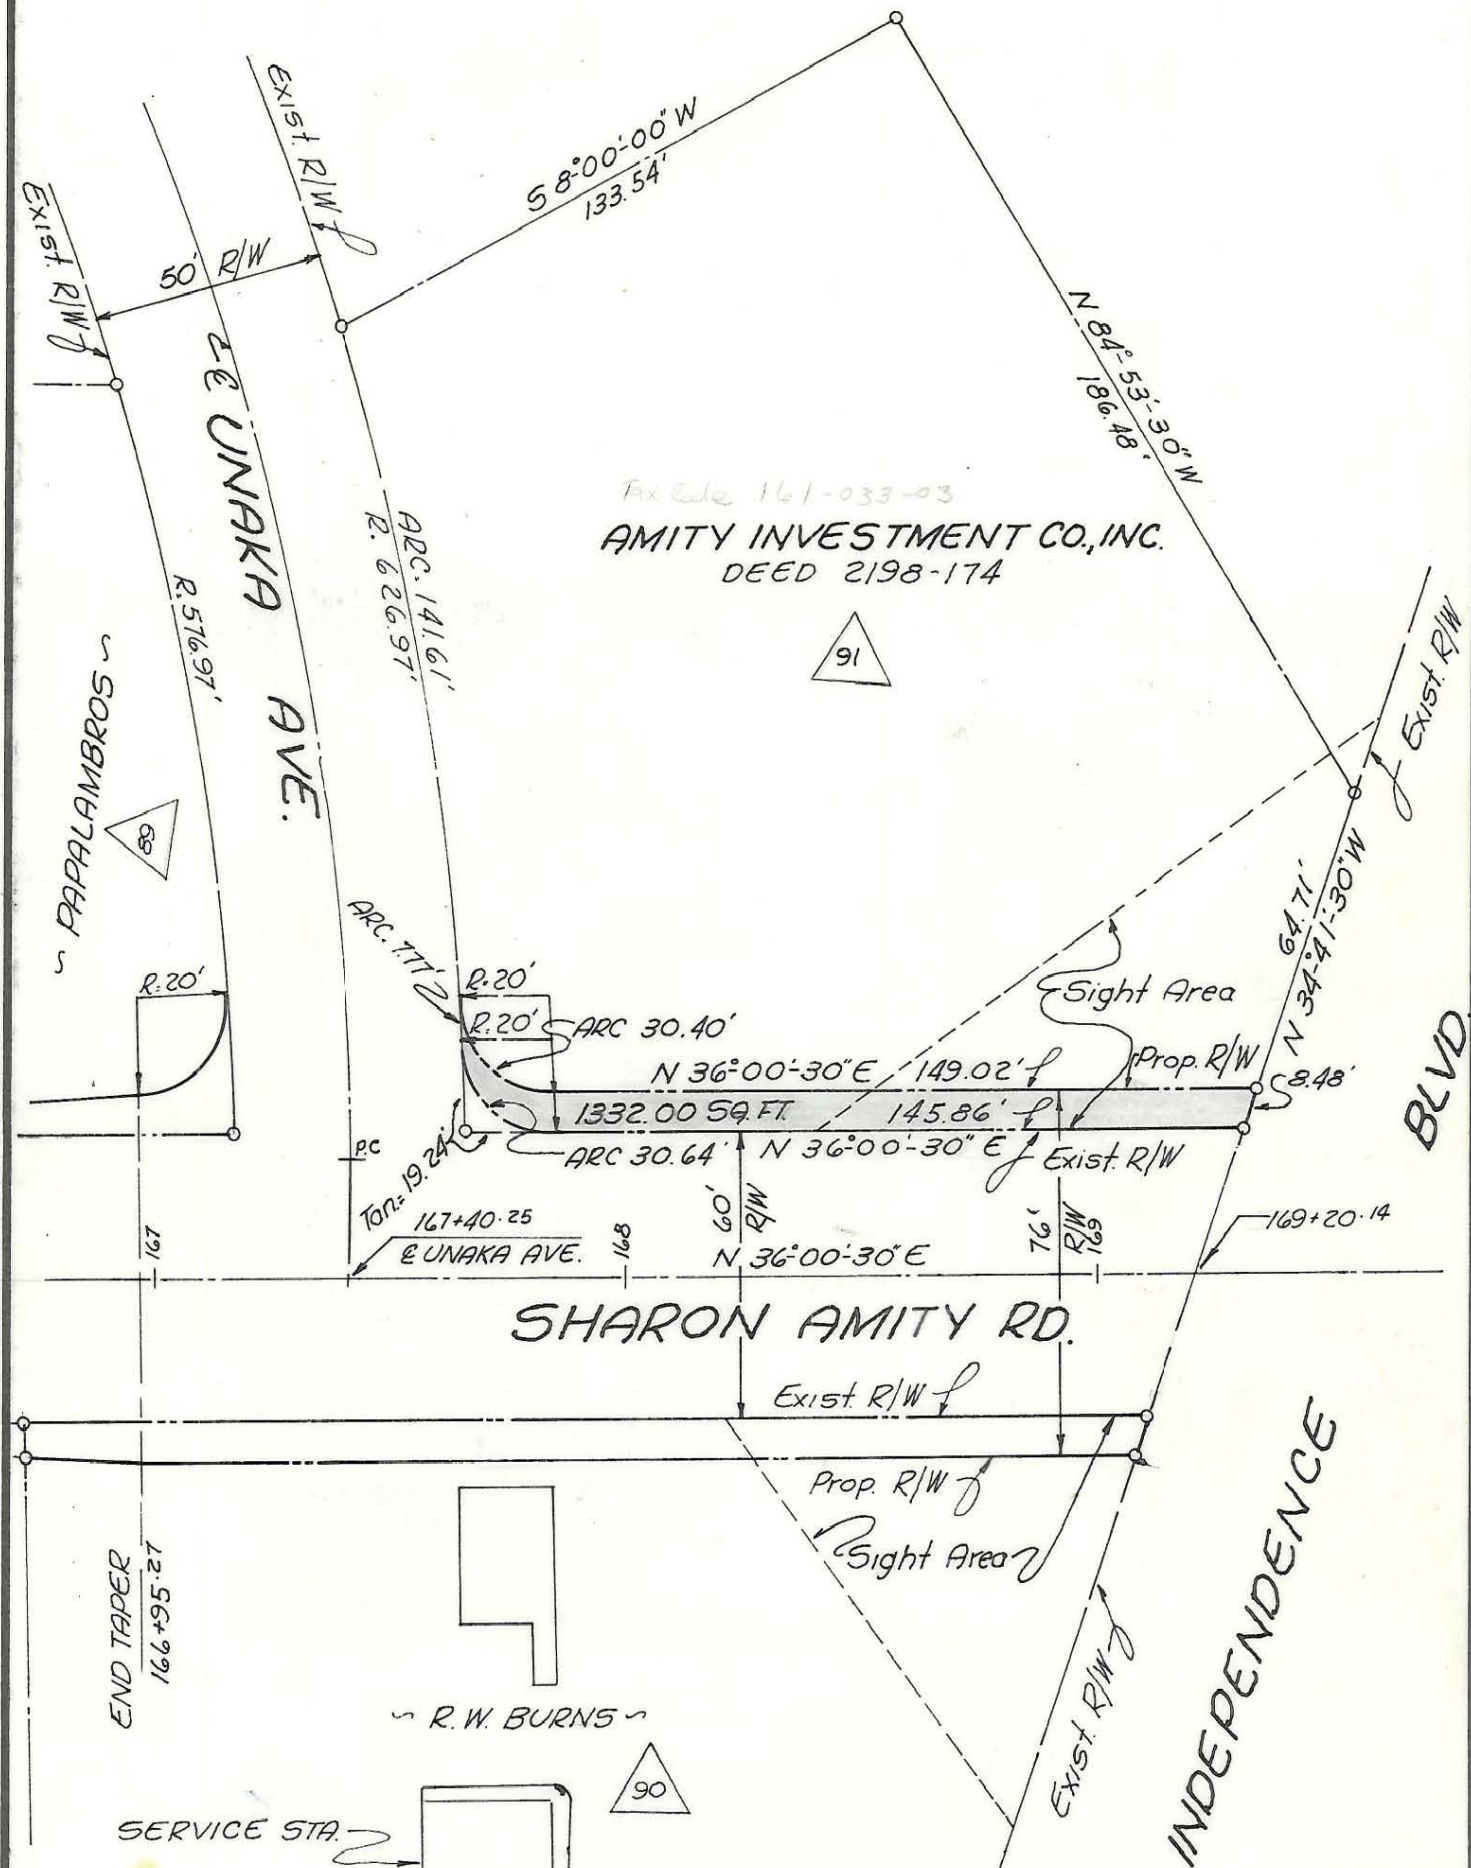 S 8°-00'-00" W
133.54'
Exist. R/W
Exist. R/W
50' R/W
N 84°-53'-30" W
186.48'
℄ UNAKA AVE.
Tax 161-033-03
AMITY INVESTMENT CO., INC.
DEED 2198-174
91
ARC. 141.61'
R. 626.97'
R. 576.97'
~ PAPALAMBROS ~
89
Exist. R/W
64.71'
N 34°-41'-30" W
ARC. 7.77'
R.20'
R.20'
R.20'
ARC 30.40'
Sight Area
N 36°-00'-30" E 149.02'
Prop. R/W
8.48'
1332.00 SQ. FT. 145.86'
ARC 30.64' N 36°-00'-30" E Exist. R/W
P.C
Tan. = 19.24'
167+40.25
℄ UNAKA AVE.
167
168
60' R/W
76' R/W
169
N 36°-00'-30" E
169+20.14
SHARON AMITY RD.
Exist. R/W
Prop. R/W
Sight Area
END TAPER
166+95.27
~ R.W. BURNS ~
90
SERVICE STA.
Exist. R/W
INDEPENDENCE BLVD.